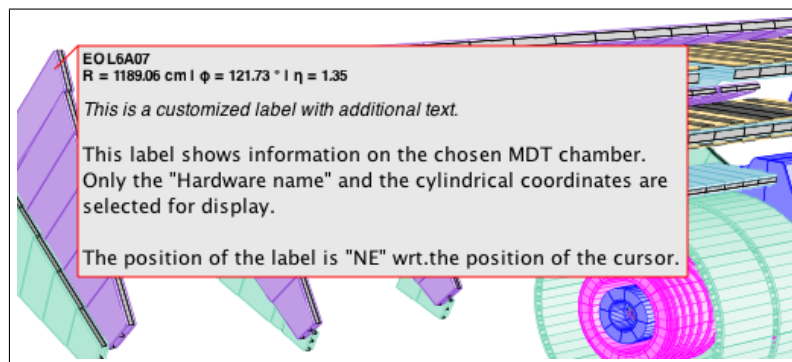 EOL6A07
R = 1189.06 cm | ϕ = 121.73 ° | η = 1.35
This is a customized label with additional text.
This label shows information on the chosen MDT chamber.
Only the "Hardware name" and the cylindrical coordinates are
selected for display.
The position of the label is "NE" wrt.the position of the cursor.